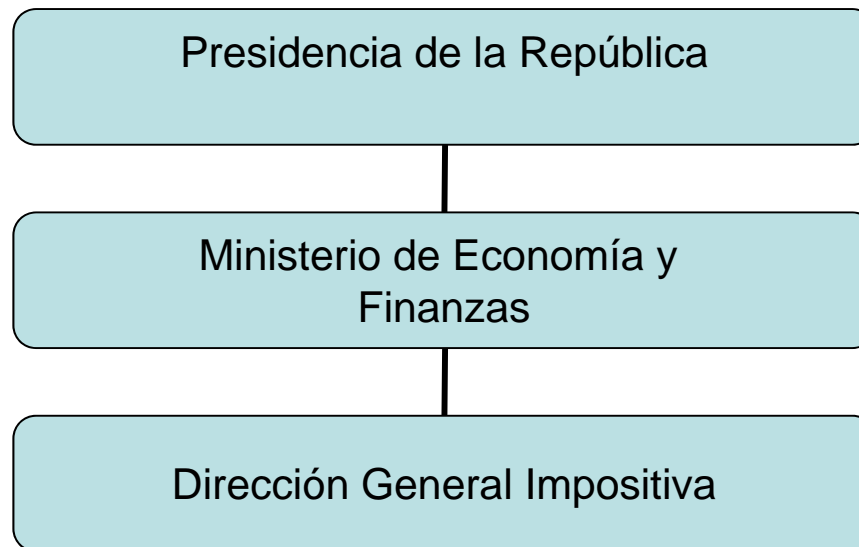 Presidencia de la República
Ministerio de Economía y
Finanzas
Dirección General Impositiva